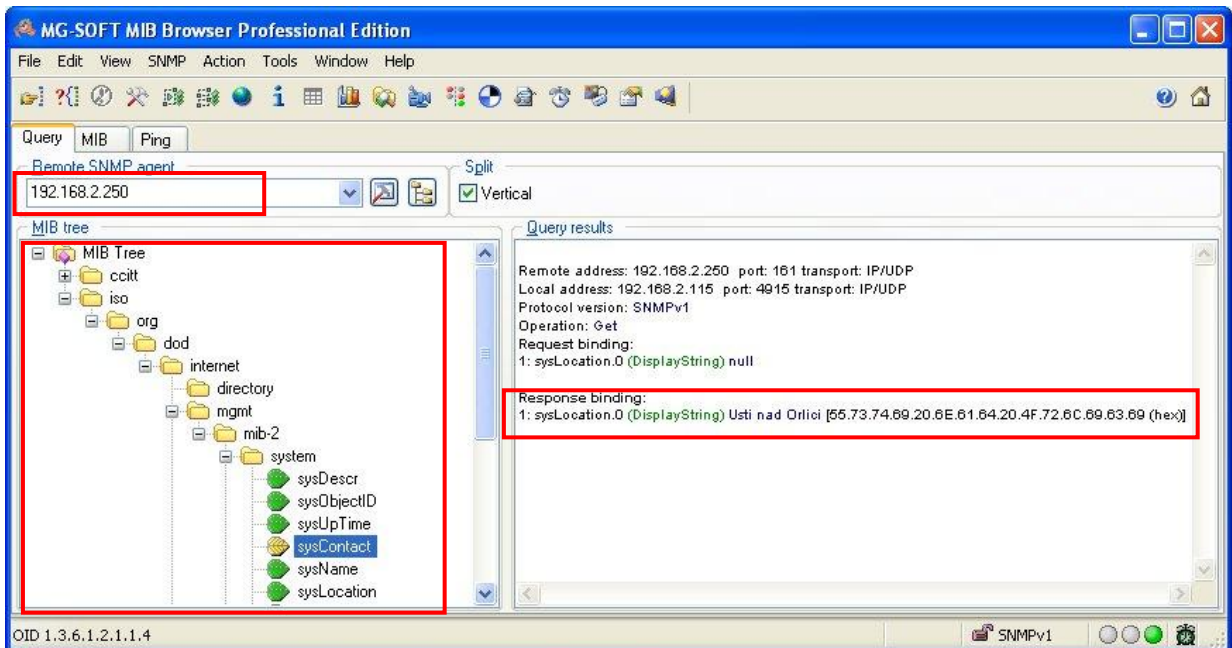 MG-SOFT MIB Browser Professional Edition
File Edit View SNMP Action Tools Window Help
Query MIB Ping
Remote SNMP agent
192.168.2.250
Split
Vertical
MIB tree
MIB Tree
ccitt
iso
org
dod
internet
directory
mgmt
mib-2
system
sysDescr
sysObjectID
sysUpTime
sysContact
sysName
sysLocation
Query results
Remote address: 192.168.2.250 port: 161 transport: IP/UDP
Local address: 192.168.2.115 port: 4915 transport: IP/UDP
Protocol version: SNMPv1
Operation: Get
Request binding:
1: sysLocation.0 (DisplayString) null
Response binding:
1: sysLocation.0 (DisplayString) Usti nad Orlici [55.73.74.69.20.6E.61.64.20.4F.72.6C.69.63.69 (hex)]
OID 1.3.6.1.2.1.1.4
SNMPv1